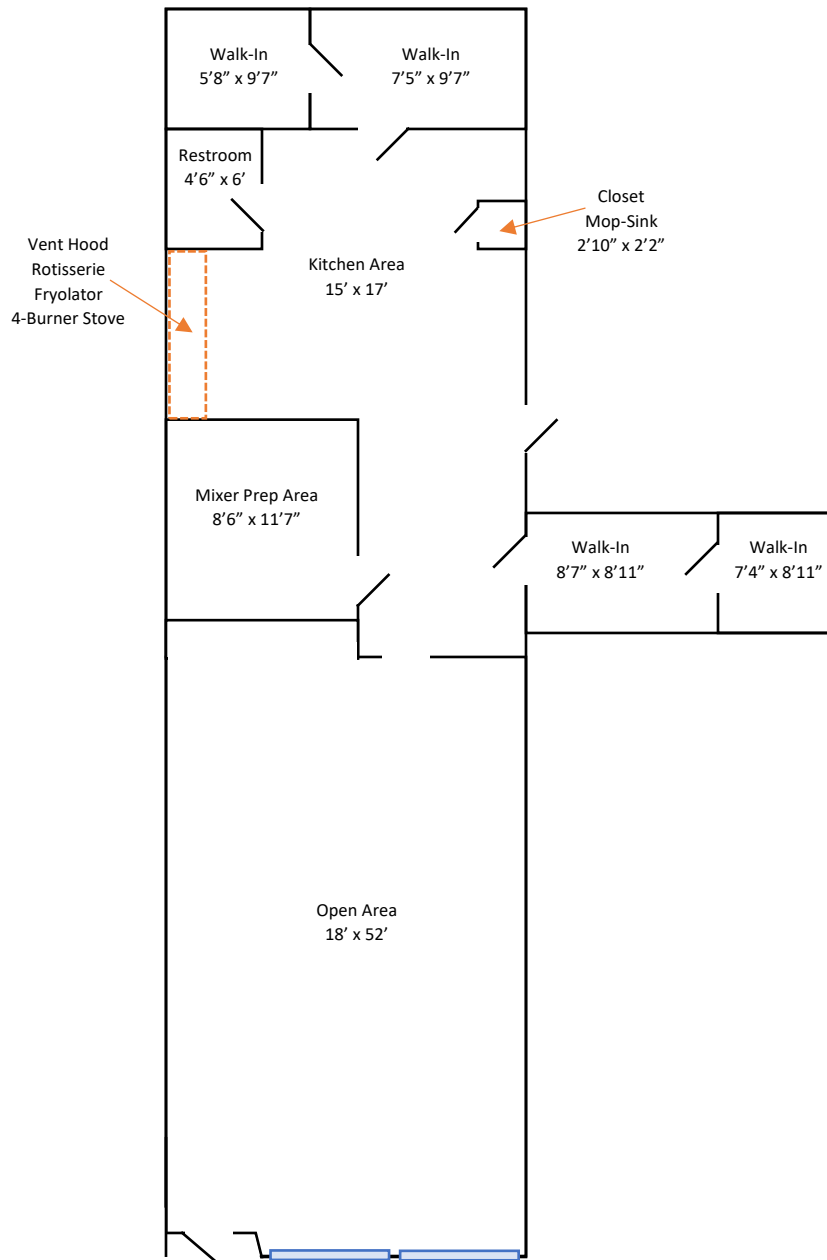 Walk-In
5’8” x 9’7”
Walk-In
7’5” x 9’7”
Restroom
4’6” x 6’
Closet
Mop-Sink
2’10” x 2’2”
Vent Hood
Rotisserie
Fryolator
4-Burner Stove
Kitchen Area
15’ x 17’
Mixer Prep Area
8’6” x 11’7”
Walk-In
8’7” x 8’11”
Walk-In
7’4” x 8’11”
Open Area
18’ x 52’